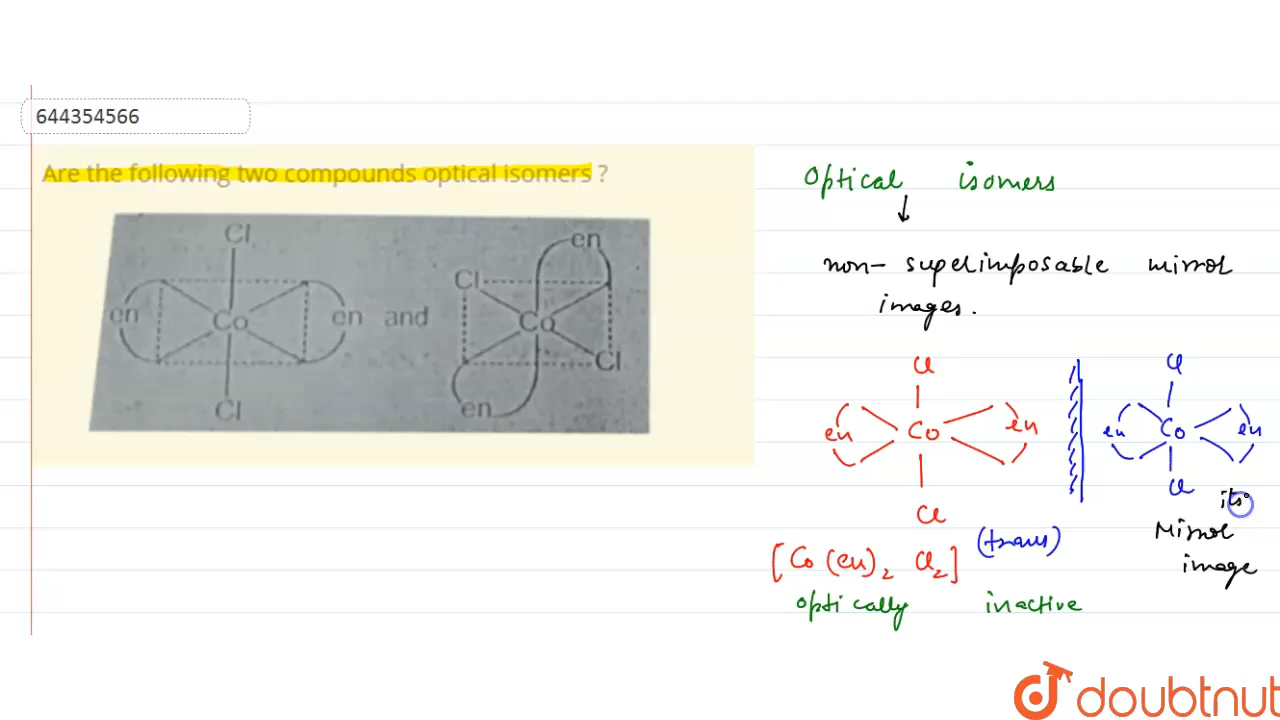 644354566
Are the following two compounds optical isomers ?
Cl
en Co en and
Cl
en
Cl
Co
Cl
en
Optical isomers
non-superimposable mirror
images.
Cl
en Co en
Cl
[Co(en)2 Cl2] (trans)
optically inactive
Cl
en Co en
Cl
its
Mirror
image
doubtnut